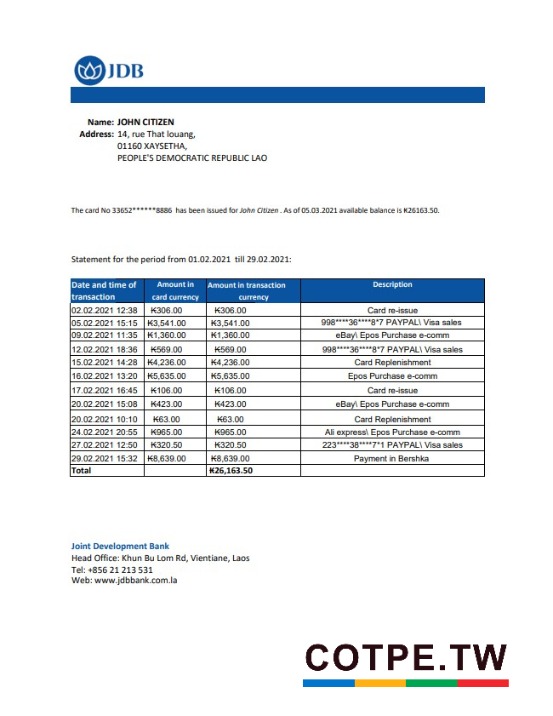 JDB
Name: JOHN CITIZEN
Address: 14, rue That louang,
01160 XAYSETHA,
PEOPLE'S DEMOCRATIC REPUBLIC LAO
The card No 33652******8886 has been issued for John Citizen . As of 05.03.2021 available balance is ₭26163.50.
Statement for the period from 01.02.2021 till 29.02.2021:
Date and time of transaction Amount in card currency Amount in transaction currency Description
02.02.2021 12:38 ₭306.00 ₭306.00 Card re-issue
05.02.2021 15:15 ₭3,541.00 ₭3,541.00 998****36****8*7 PAYPAL\ Visa sales
09.02.2021 11:35 ₭1,360.00 ₭1,360.00 eBay\ Epos Purchase e-comm
12.02.2021 18:36 ₭569.00 ₭569.00 998****36****8*7 PAYPAL\ Visa sales
15.02.2021 14:28 ₭4,236.00 ₭4,236.00 Card Replenishment
16.02.2021 13:20 ₭5,635.00 ₭5,635.00 Epos Purchase e-comm
17.02.2021 16:45 ₭106.00 ₭106.00 Card re-issue
20.02.2021 15:08 ₭423.00 ₭423.00 eBay\ Epos Purchase e-comm
20.02.2021 10:10 ₭63.00 ₭63.00 Card Replenishment
24.02.2021 20:55 ₭965.00 ₭965.00 Ali express\ Epos Purchase e-comm
27.02.2021 12:50 ₭320.50 ₭320.50 223****38****7*1 PAYPAL\ Visa sales
29.02.2021 15:32 ₭8,639.00 ₭8,639.00 Payment in Bershka
Total ₭26,163.50
Joint Development Bank
Head Office: Khun Bu Lom Rd, Vientiane, Laos
Tel: +856 21 213 531
Web: www.jdbbank.com.la
COTPE.TW